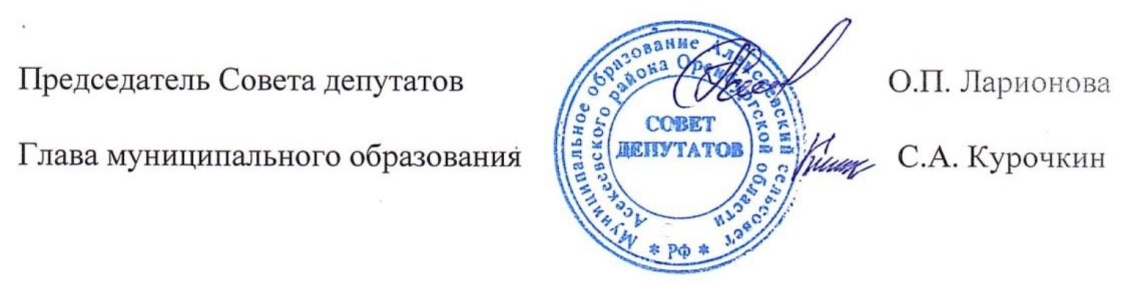 Председатель Совета депутатов О.П. Ларионова
Глава муниципального образования С.А. Курочкин
Муниципальное образование Алексеевский сельсовет
Асекеевского района Оренбургской области
СОВЕТ
ДЕПУТАТОВ
* РФ *